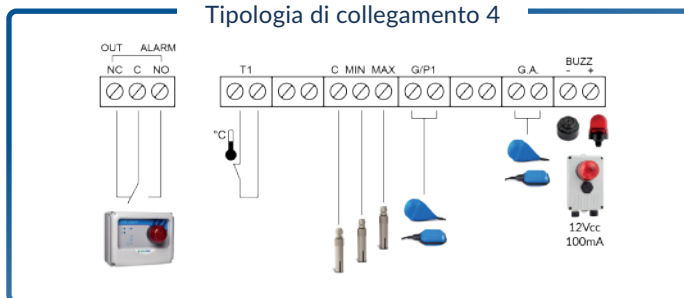 Tipologia di collegamento 4
OUT ALARM
NC C NO
T1
C MIN MAX
G/P1
G.A.
BUZZ
- +
°C
12Vcc
100mA